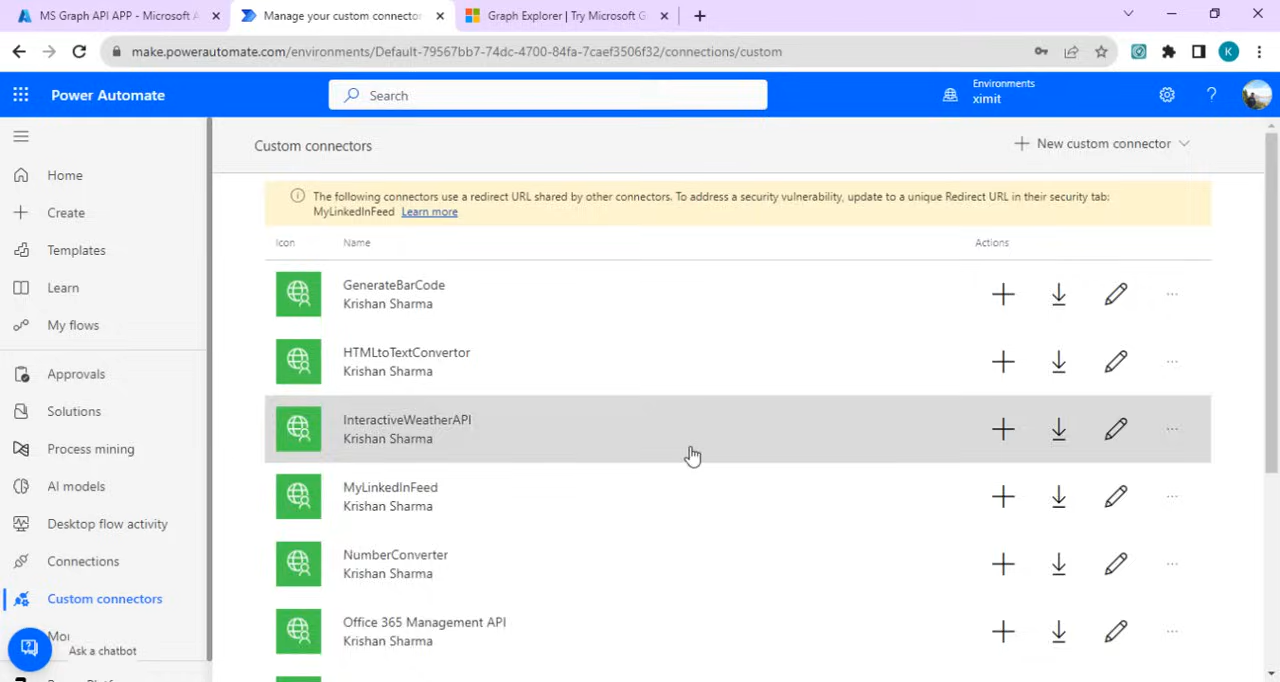 MS Graph API APP - Microsoft A
Manage your custom connector
Graph Explorer | Try Microsoft G
make.powerautomate.com/environments/Default-79567bb7-74dc-4700-84fa-7caef3506f32/connections/custom
K
Power Automate
Search
Environments
ximit
Home
Create
Templates
Learn
My flows
Approvals
Solutions
Process mining
AI models
Desktop flow activity
Connections
Custom connectors
Ask a chatbot
Custom connectors
New custom connector
The following connectors use a redirect URL shared by other connectors. To address a security vulnerability, update to a unique Redirect URL in their security tab:
MyLinkedInFeed Learn more
Icon Name Actions
GenerateBarCode
Krishan Sharma
HTMLtoTextConvertor
Krishan Sharma
InteractiveWeatherAPI
Krishan Sharma
MyLinkedInFeed
Krishan Sharma
NumberConverter
Krishan Sharma
Office 365 Management API
Krishan Sharma